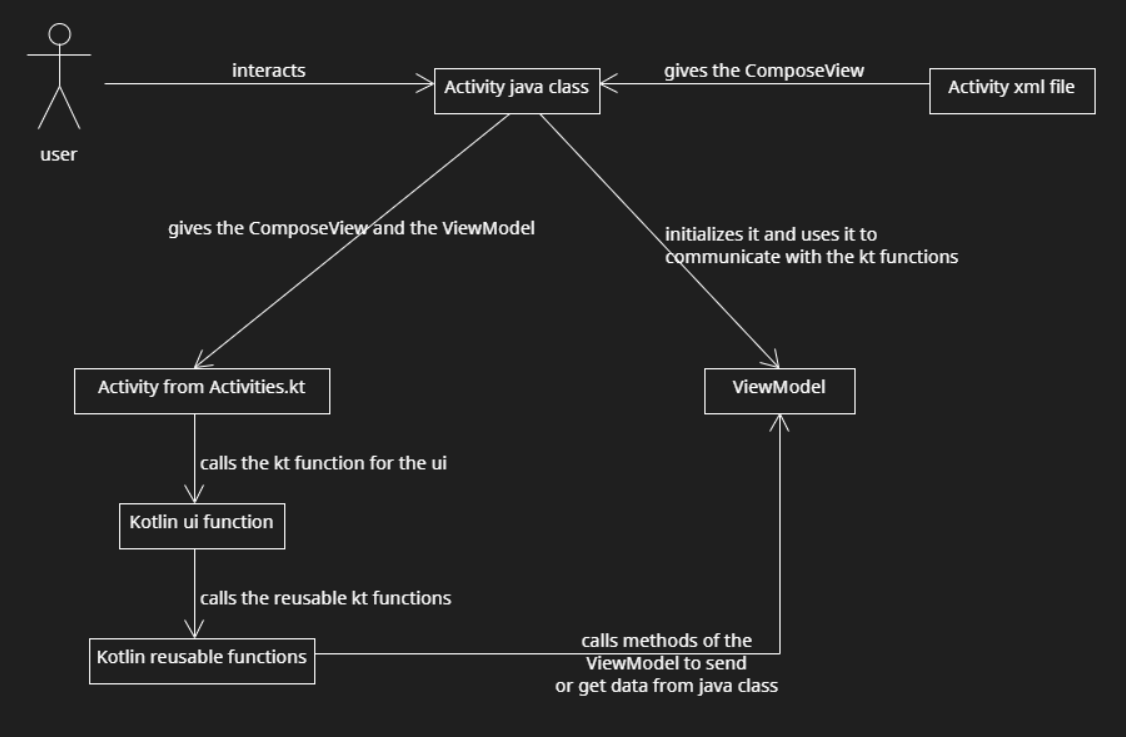 interacts
gives the ComposeView
Activity java class
Activity xml file
user
gives the ComposeView and the ViewModel
initializes it and uses it to
communicate with the kt functions
Activity from Activities.kt
ViewModel
calls the kt function for the ui
Kotlin ui function
calls the reusable kt functions
Kotlin reusable functions
calls methods of the
ViewModel to send
or get data from java class